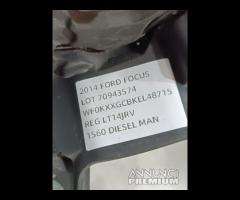 2014 FORD FOCUS
LOT 70943574
WF0KXXGCBKEL48715
REG LT14JRV
1560 DIESEL MAN
ANNUNCI
PREMIUM